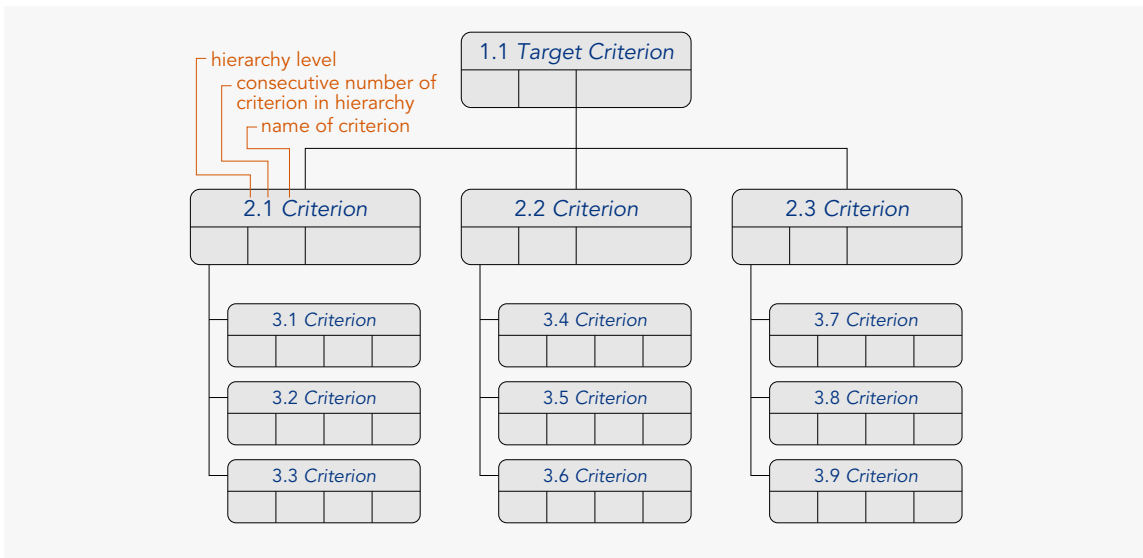 1.1 Target Criterion
hierarchy level
consecutive number of
criterion in hierarchy
name of criterion
2.1 Criterion
2.2 Criterion
2.3 Criterion
3.1 Criterion
3.4 Criterion
3.7 Criterion
3.2 Criterion
3.5 Criterion
3.8 Criterion
3.3 Criterion
3.6 Criterion
3.9 Criterion